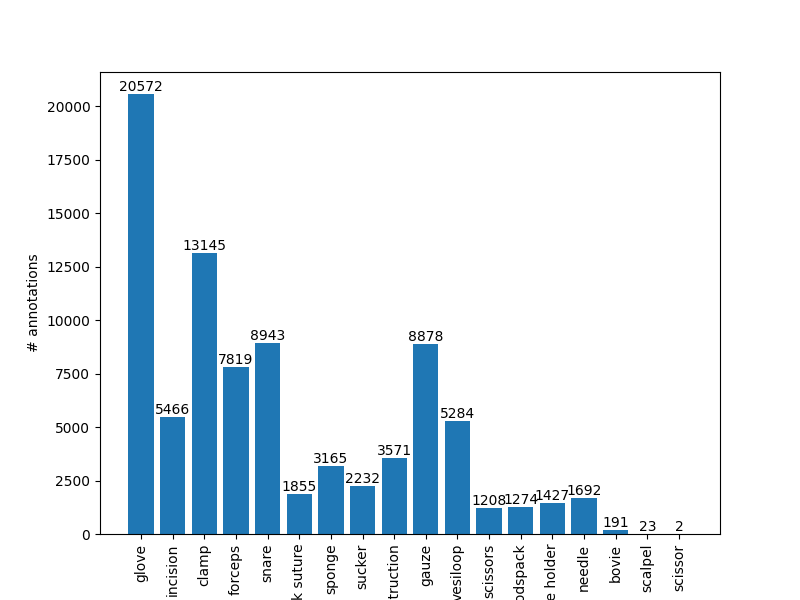 # annotations
20000
17500
15000
12500
10000
7500
5000
2500
0
20572
5466
13145
7819
8943
1855
3165
2232
3571
8878
5284
1208
1274
1427
1692
191
23
2
glove
incision
clamp
forceps
snare
k suture
sponge
sucker
truction
gauze
vesiloop
scissors
odspack
e holder
needle
bovie
scalpel
scissor